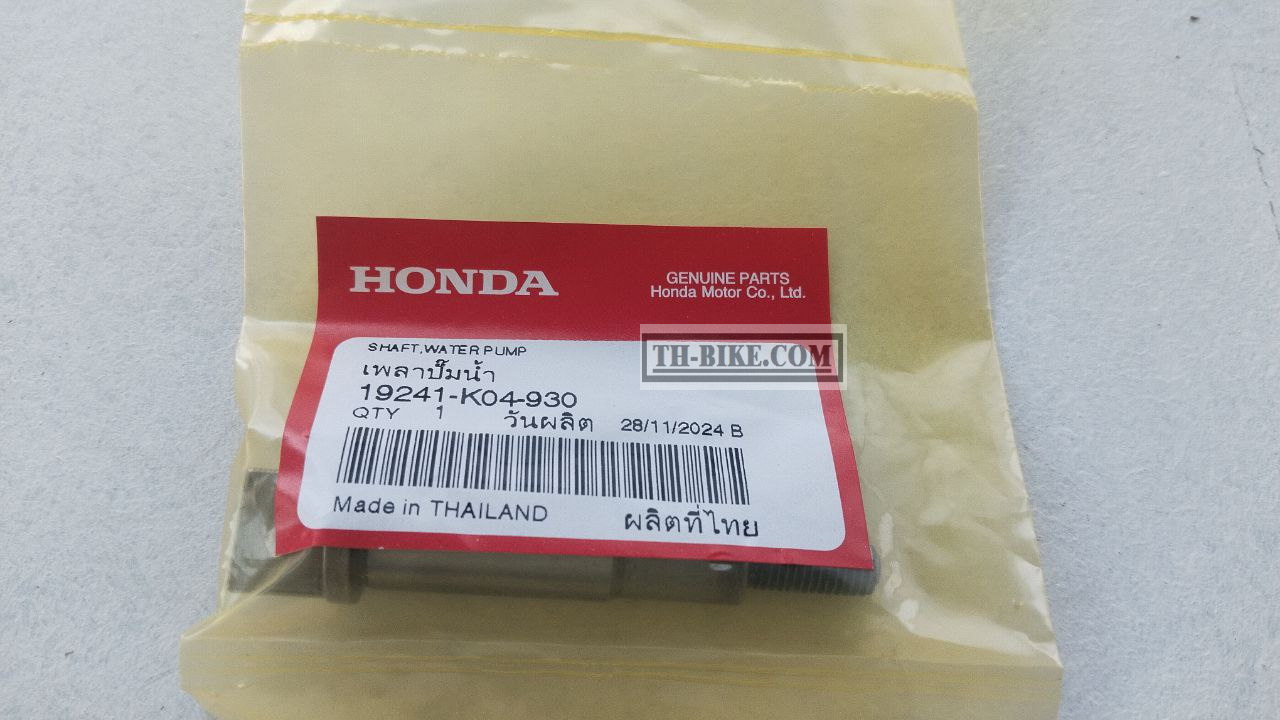 HONDA
GENUINE PARTS
Honda Motor Co., Ltd.
TH-BIKE.COM
SHAFT,WATER PUMP
เพลาปั๊มน้ำ
19241-K04-930
QTY 1 วันผลิต 28/11/2024 B
Made in THAILAND ผลิตที่ไทย